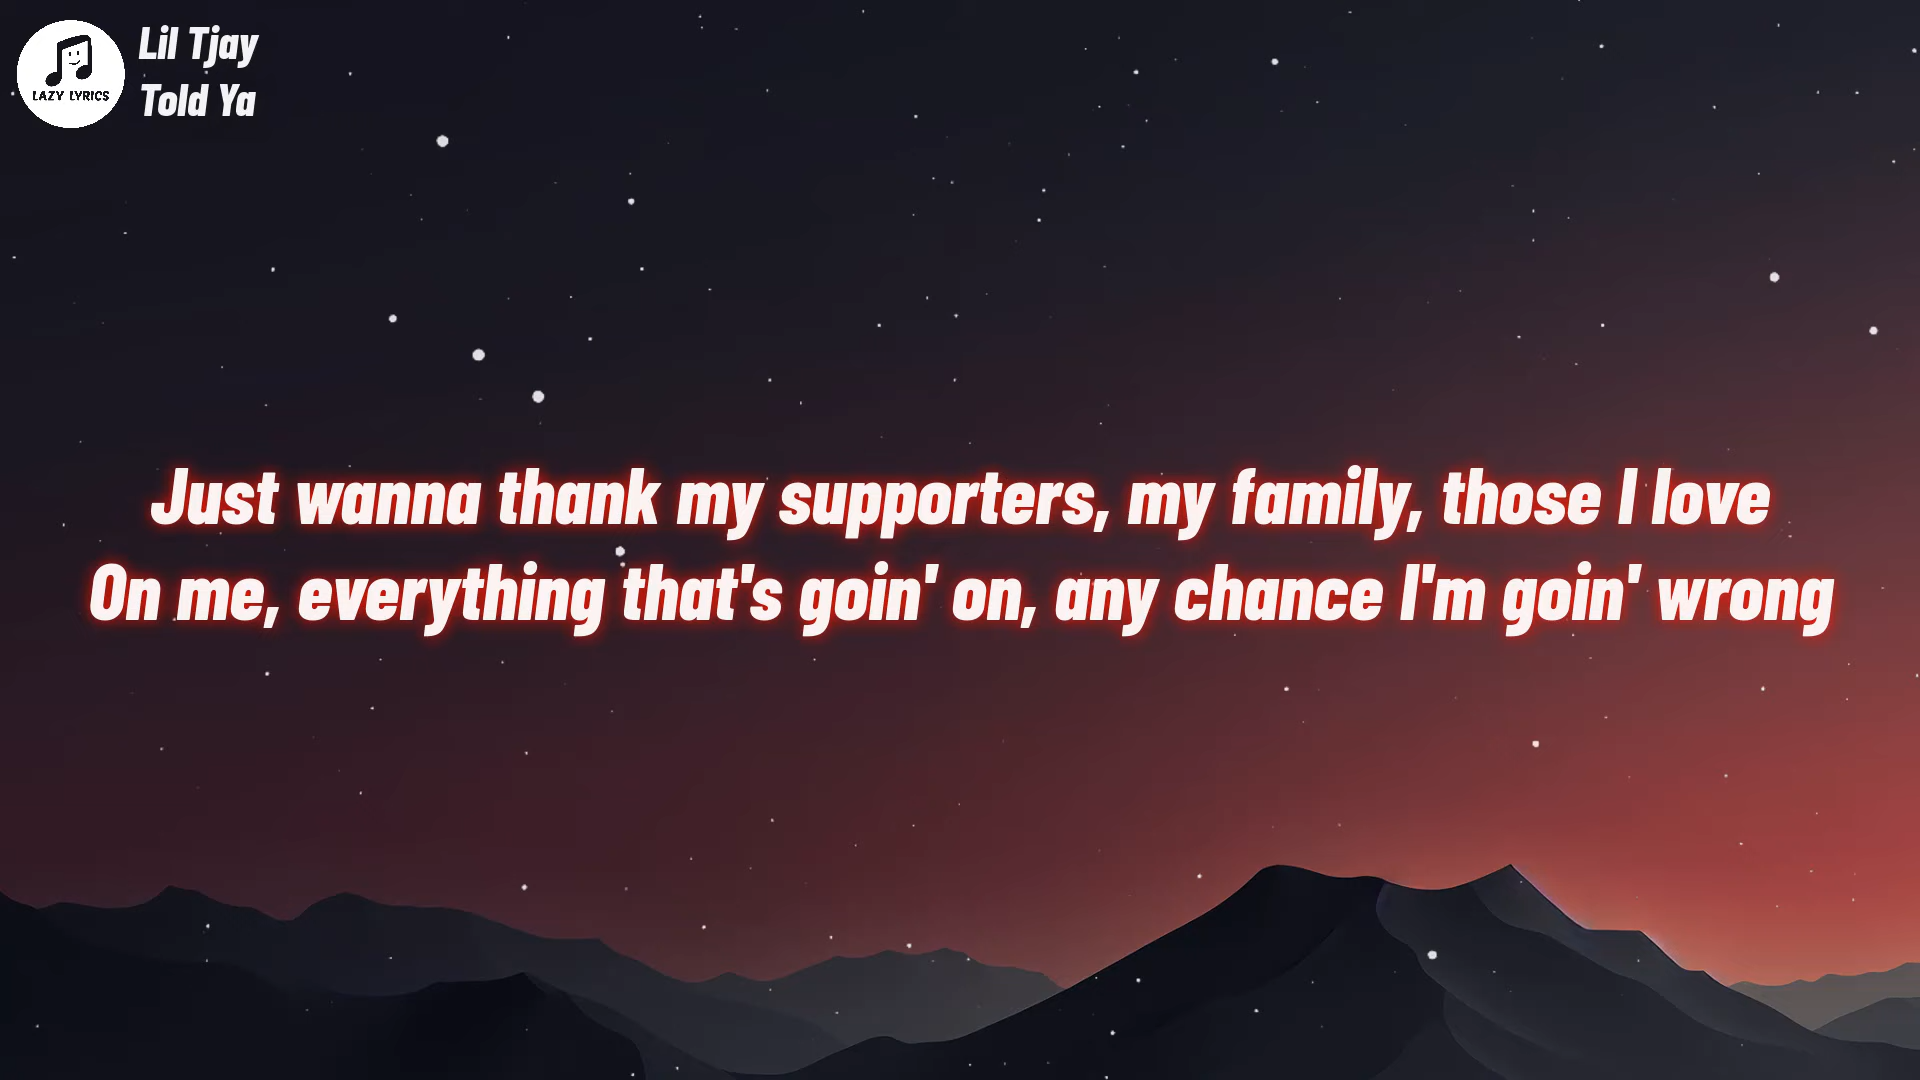 LAZY LYRICS
Lil Tjay
Told Ya
Just wanna thank my supporters, my family, those I love
On me, everything that's goin' on, any chance I'm goin' wrong